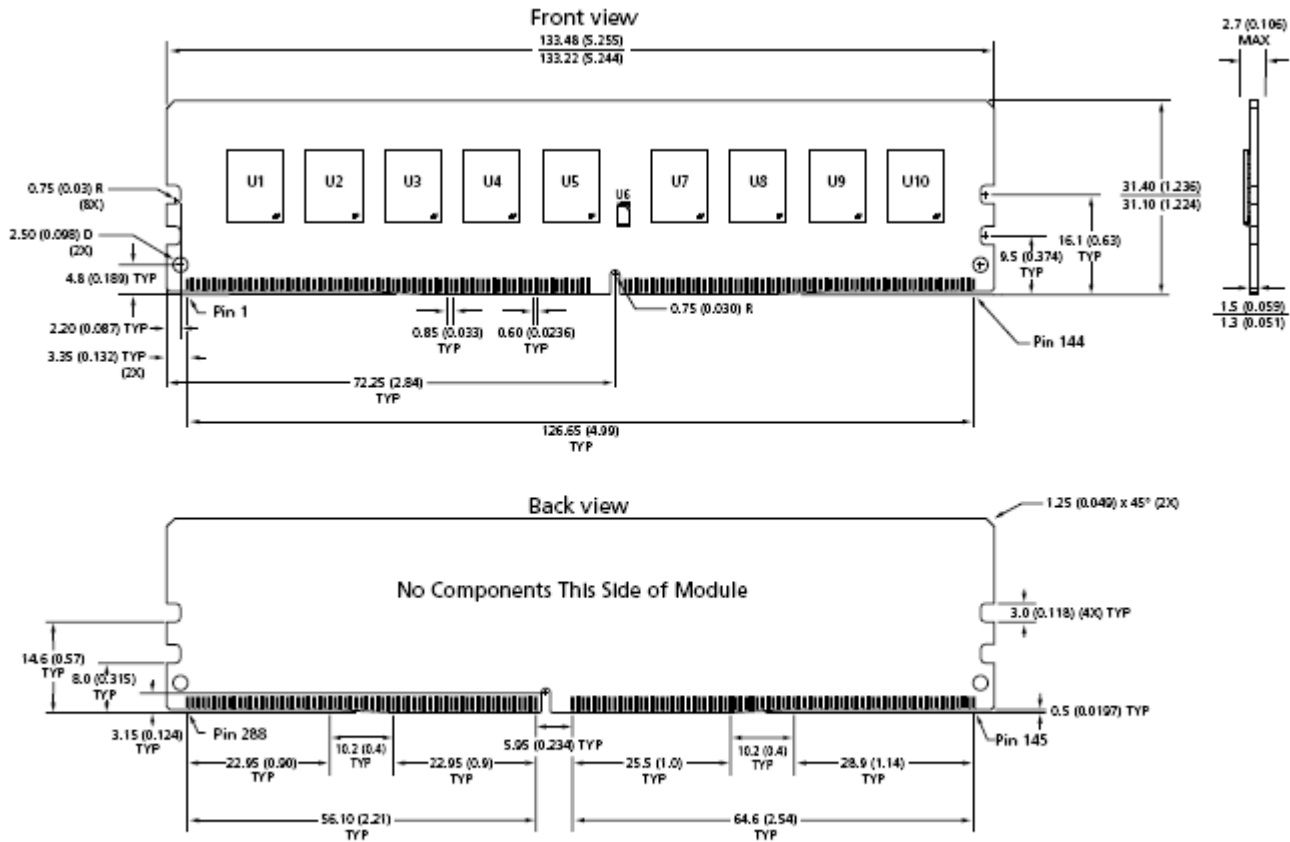 Front view
133.48 (5.255)
133.22 (5.244)
2.7 (0.106)
MAX
U1
U2
U3
U4
U5
U6
U7
U8
U9
U10
0.75 (0.03) R
(8X)
2.50 (0.098) D
(2X)
4.8 (0.189) TYP
2.20 (0.087) TYP
3.35 (0.132) TYP
(2X)
Pin 1
0.85 (0.033)
TYP
0.60 (0.0236)
TYP
0.75 (0.030) R
9.5 (0.374)
TYP
16.1 (0.63)
TYP
31.40 (1.236)
31.10 (1.224)
1.5 (0.059)
1.3 (0.051)
Pin 144
72.25 (2.84)
TYP
126.65 (4.99)
TYP
Back view
1.25 (0.049) x 45° (2X)
No Components This Side of Module
3.0 (0.118) (4X) TYP
14.6 (0.57)
TYP
8.0 (0.315)
TYP
3.15 (0.124)
TYP
Pin 288
0.5 (0.0197) TYP
Pin 145
5.95 (0.234) TYP
22.95 (0.90)
TYP
10.2 (0.4)
TYP
22.95 (0.9)
TYP
25.5 (1.0)
TYP
10.2 (0.4)
TYP
28.9 (1.14)
TYP
56.10 (2.21)
TYP
64.6 (2.54)
TYP